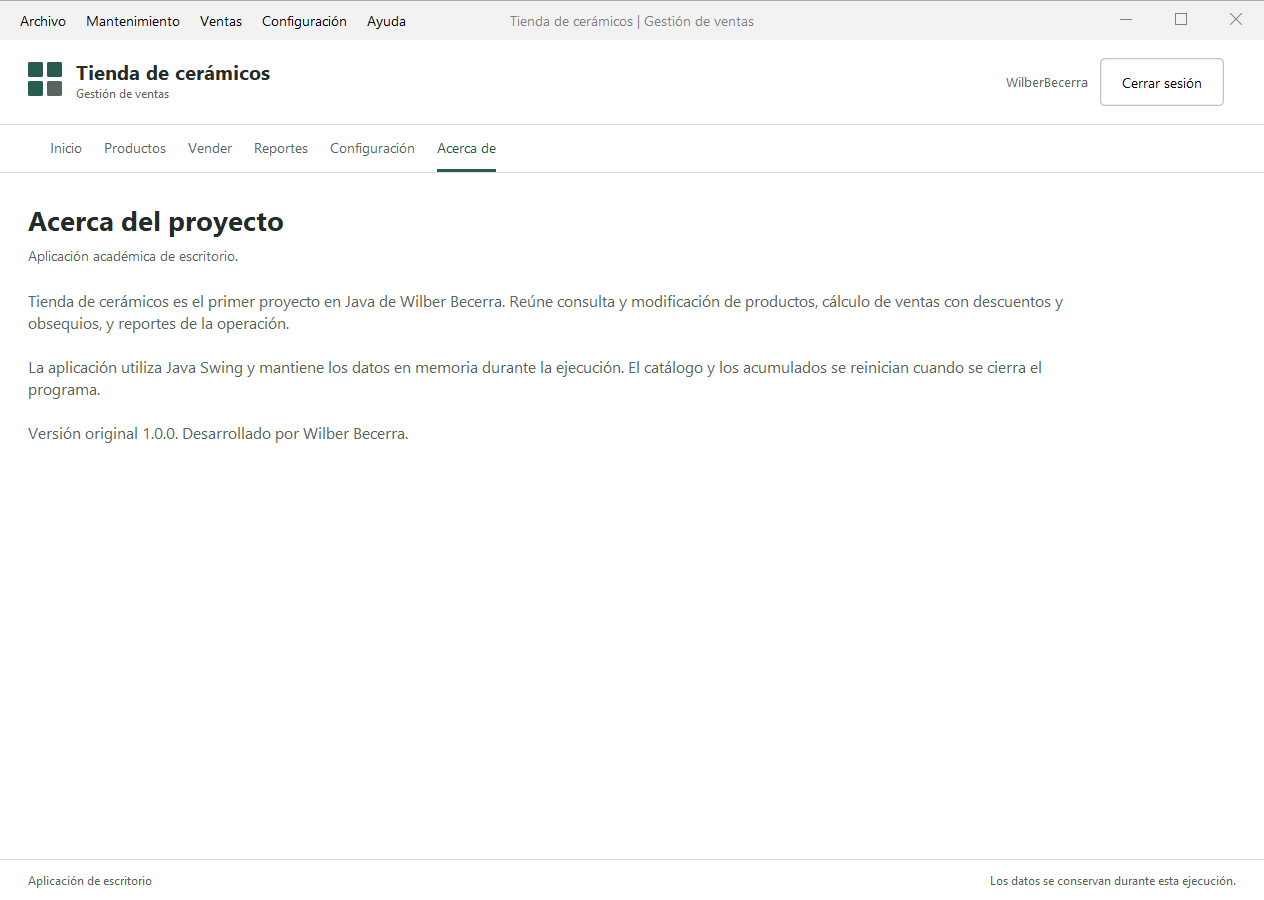 Archivo Mantenimiento Ventas Configuración Ayuda Tienda de cerámicos | Gestión de ventas
Tienda de cerámicos
Gestión de ventas
WilberBecerra Cerrar sesión
Inicio Productos Vender Reportes Configuración Acerca de
Acerca del proyecto
Aplicación académica de escritorio.
Tienda de cerámicos es el primer proyecto en Java de Wilber Becerra. Reúne consulta y modificación de productos, cálculo de ventas con descuentos y
obsequios, y reportes de la operación.
La aplicación utiliza Java Swing y mantiene los datos en memoria durante la ejecución. El catálogo y los acumulados se reinician cuando se cierra el
programa.
Versión original 1.0.0. Desarrollado por Wilber Becerra.
Aplicación de escritorio Los datos se conservan durante esta ejecución.